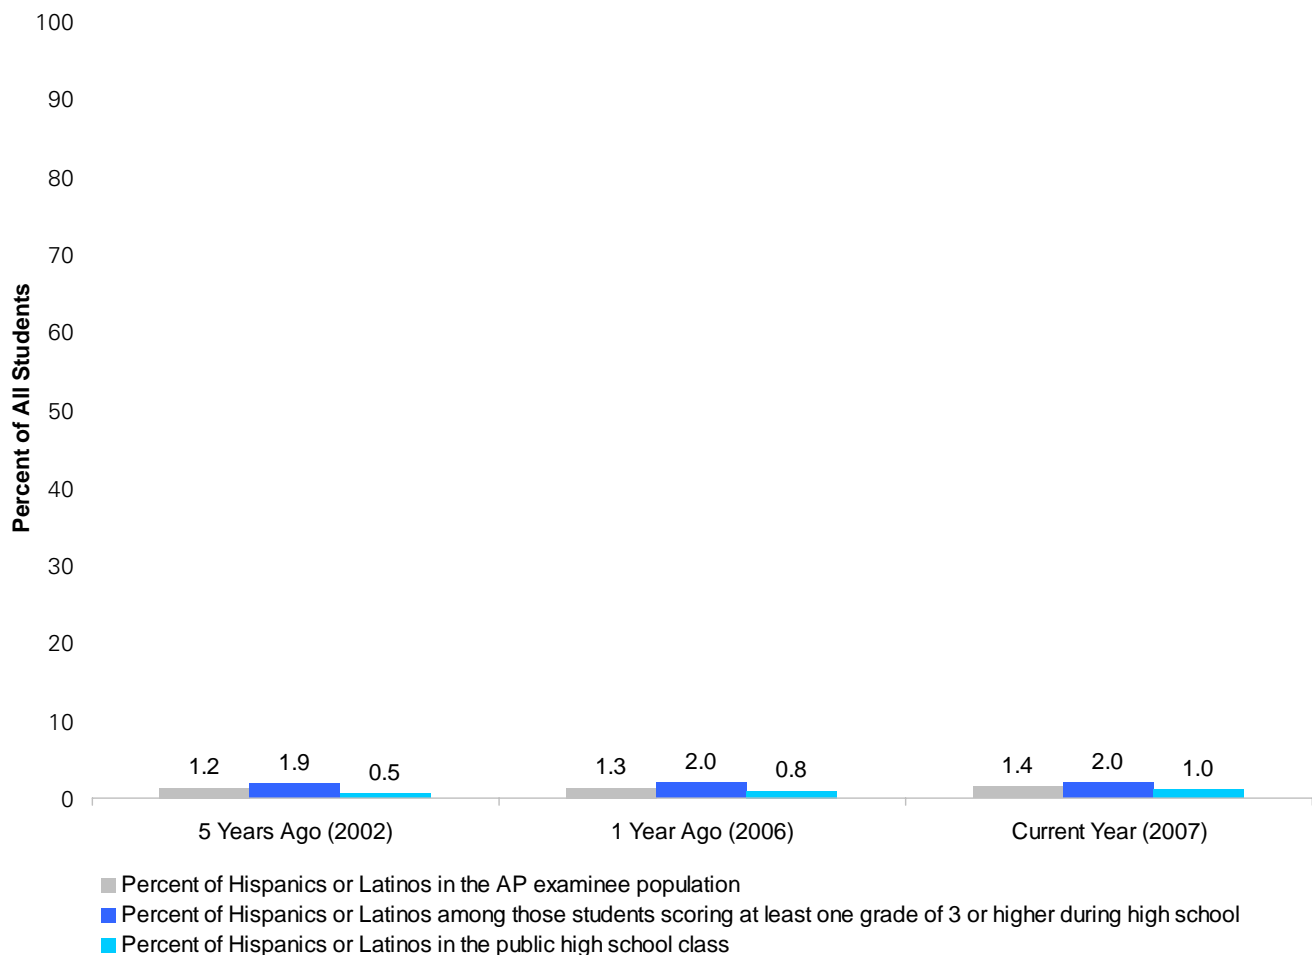 100
90
80
70
60
50
40
30
20
10
0
Percent of All Students
1.2
1.9
0.5
1.3
2.0
0.8
1.4
2.0
1.0
5 Years Ago (2002)
1 Year Ago (2006)
Current Year (2007)
Percent of Hispanics or Latinos in the AP examinee population
Percent of Hispanics or Latinos among those students scoring at least one grade of 3 or higher during high school
Percent of Hispanics or Latinos in the public high school class